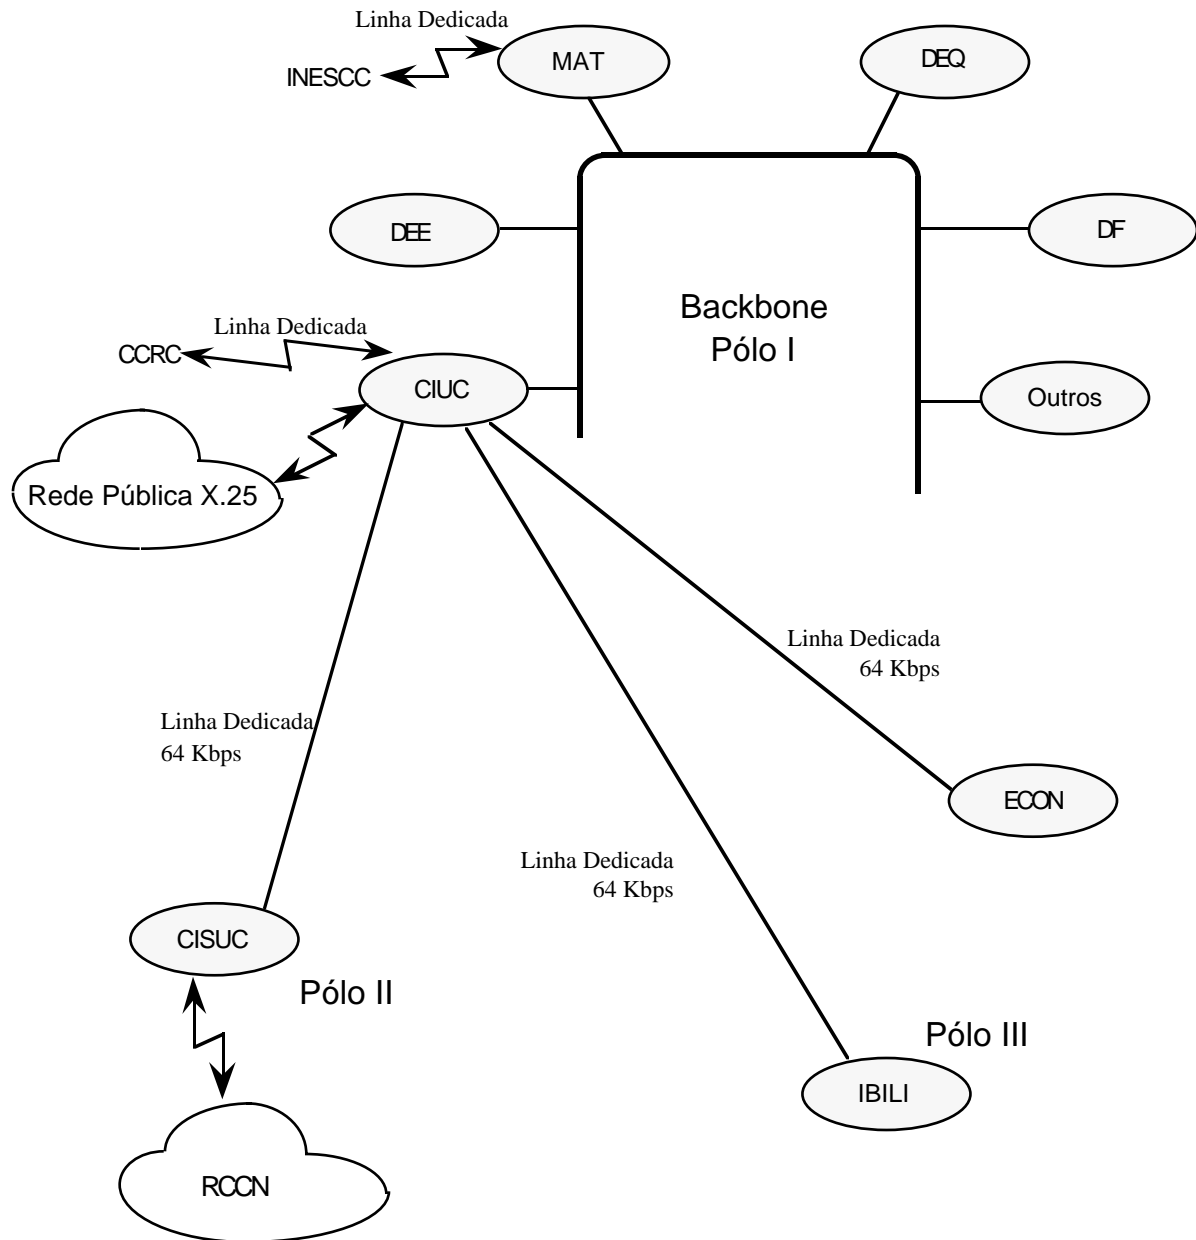 Linha Dedicada
INESCC
MAT
DEQ
DEE
DF
Backbone
Pólo I
Linha Dedicada
CCRC
CIUC
Outros
Rede Pública X.25
Linha Dedicada
64 Kbps
Linha Dedicada
64 Kbps
ECON
Linha Dedicada
64 Kbps
CISUC
Pólo II
Pólo III
IBILI
RCCN